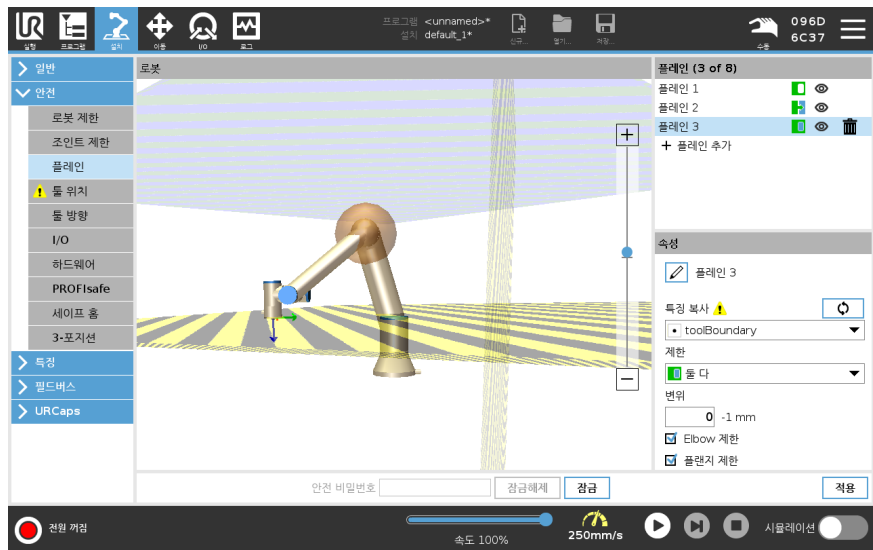 프로그램 <unnamed>*
설치 default_1*
신규...
열기...
저장...
실행
프로그램
설치
이동
I/O
로그
수동
096D
6C37
일반
안전
로봇 제한
조인트 제한
플레인
툴 위치
툴 방향
I/O
하드웨어
PROFIsafe
세이프 홈
3-포지션
특징
필드버스
URCaps
로봇
플레인 (3 of 8)
플레인 1
플레인 2
플레인 3
+ 플레인 추가
속성
플레인 3
특징 복사
toolBoundary
제한
둘 다
변위
0 -1 mm
Elbow 제한
플랜지 제한
안전 비밀번호
잠금해제
잠금
적용
전원 꺼짐
속도 100%
250mm/s
시뮬레이션